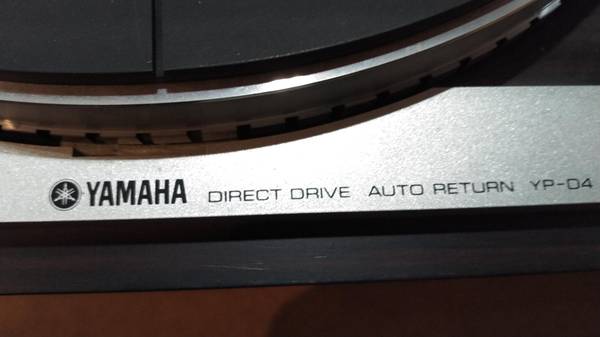 YAMAHA DIRECT DRIVE AUTO RETURN YP-D4